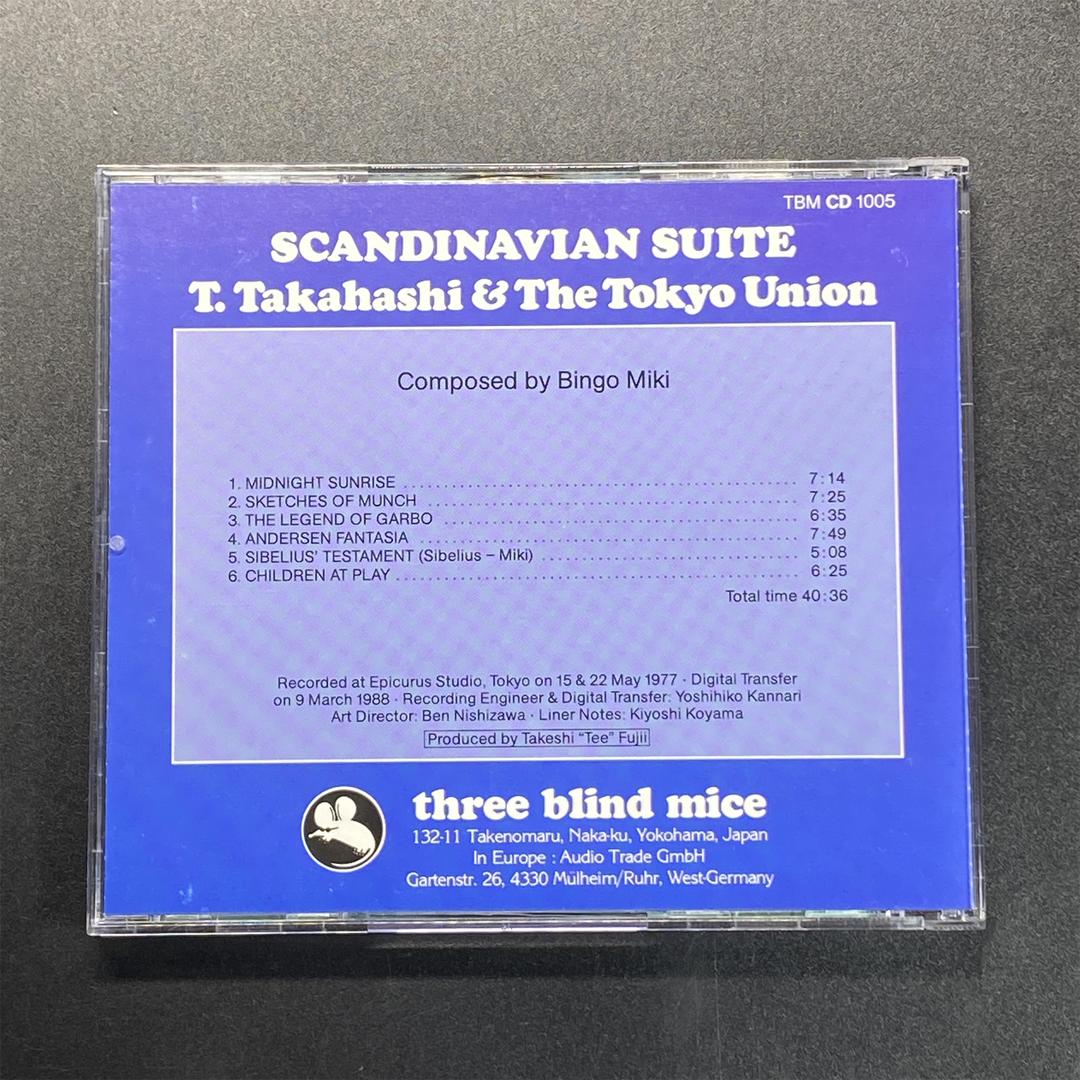 TBM CD 1005
SCANDINAVIAN SUITE
T. Takahashi & The Tokyo Union
Composed by Bingo Miki
1. MIDNIGHT SUNRISE ........................ 7:14
2. SKETCHES OF MUNCH ........................ 7:25
3. THE LEGEND OF GARBO ........................ 6:35
4. ANDERSEN FANTASIA ........................ 7:49
5. SIBELIUS' TESTAMENT (Sibelius – Miki) ........................ 5:08
6. CHILDREN AT PLAY ........................ 6:25
Total time 40:36
Recorded at Epicurus Studio, Tokyo on 15 & 22 May 1977 · Digital Transfer
on 9 March 1988 · Recording Engineer & Digital Transfer: Yoshihiko Kannari
Art Director: Ben Nishizawa · Liner Notes: Kiyoshi Koyama
Produced by Takeshi “Tee” Fujii
three blind mice
132-11 Takenomaru, Naka-ku, Yokohama, Japan
In Europe : Audio Trade GmbH
Gartenstr. 26, 4330 Mülheim/Ruhr, West-Germany